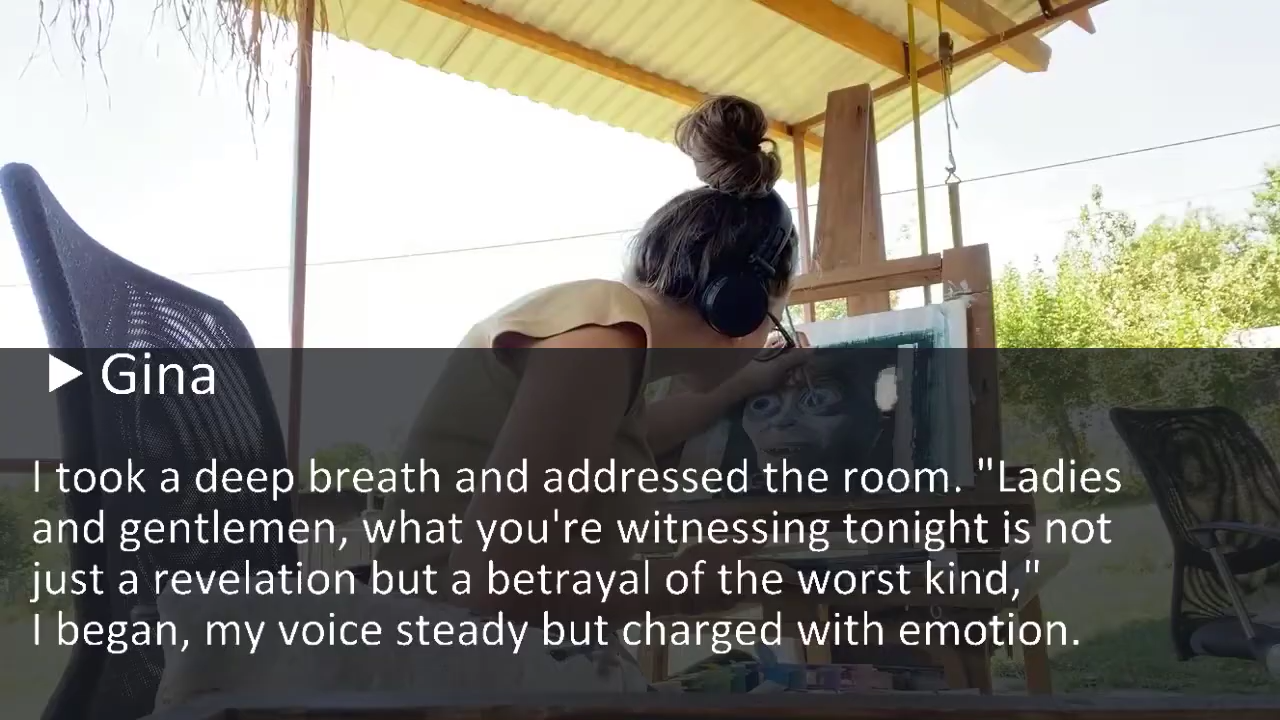 Gina
I took a deep breath and addressed the room. "Ladies
and gentlemen, what you're witnessing tonight is not
just a revelation but a betrayal of the worst kind,"
I began, my voice steady but charged with emotion.